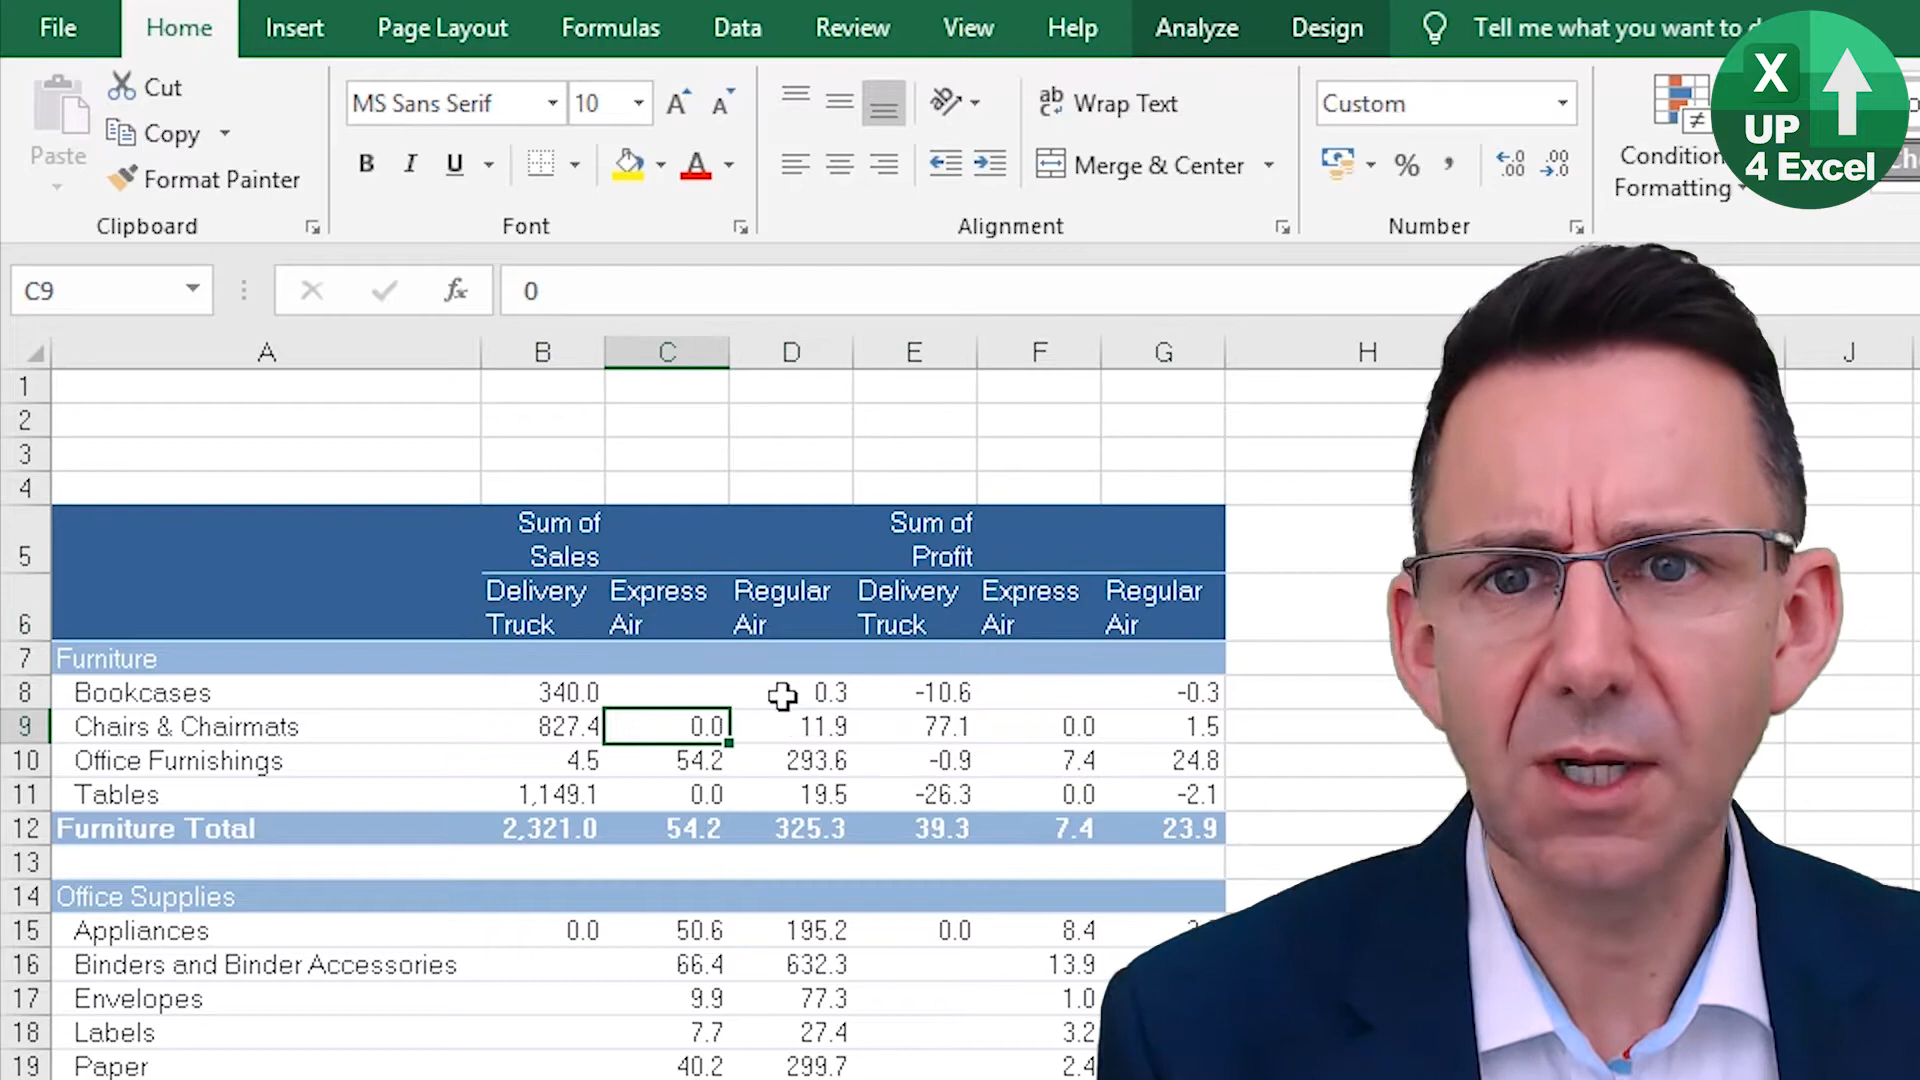 File Home Insert Page Layout Formulas Data Review View Help Analyze Design Tell me what you want to
X
UP
4 Excel
Cut
Copy
Format Painter
Paste
Clipboard
MS Sans Serif 10 A A
B I U A
Font
ab Wrap Text
Merge & Center
Alignment
Custom
% ,
Number
Formatting
C9 fx 0
A B C D E F G H J
1
2
3
4
5 Sum of Sales Sum of Profit
6 Delivery Truck Express Air Regular Air Delivery Truck Express Air Regular Air
7 Furniture
8 Bookcases 340.0 0.3 -10.6 -0.3
9 Chairs & Chairmats 827.4 0.0 11.9 77.1 0.0 1.5
10 Office Furnishings 4.5 54.2 293.6 -0.9 7.4 24.8
11 Tables 1,149.1 0.0 19.5 -26.3 0.0 -2.1
12 Furniture Total 2,321.0 54.2 325.3 39.3 7.4 23.9
13
14 Office Supplies
15 Appliances 0.0 50.6 195.2 0.0 8.4
16 Binders and Binder Accessories 66.4 632.3 13.9
17 Envelopes 9.9 77.3 1.0
18 Labels 7.7 27.4 3.2
19 Paper 40.2 299.7 2.4